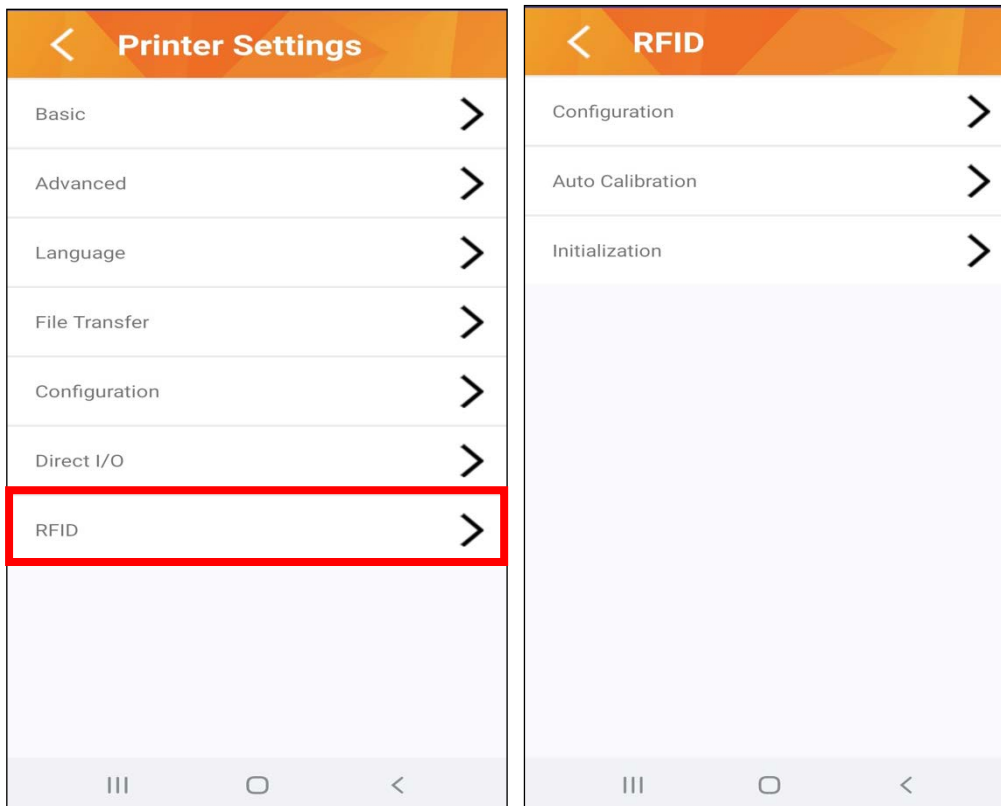 Printer Settings
Basic
Advanced
Language
File Transfer
Configuration
Direct I/O
RFID
RFID
Configuration
Auto Calibration
Initialization